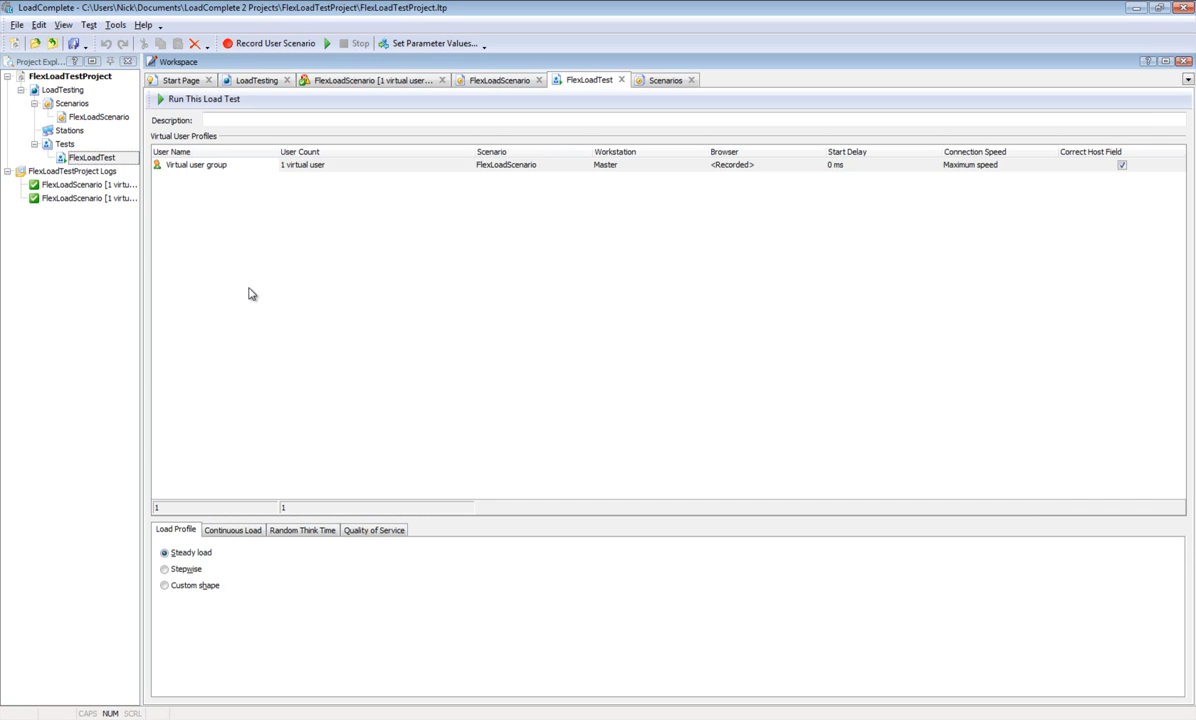 LoadComplete - C:\Users\Nick\Documents\LoadComplete 2 Projects\FlexLoadTestProject\FlexLoadTestProject.ltp
File Edit View Test Tools Help
Record User Scenario Stop Set Parameter Values...
Project Expl... Workspace
Start Page LoadTesting FlexLoadScenario [1 virtual user... FlexLoadScenario FlexLoadTest Scenarios
FlexLoadTestProject
LoadTesting
Scenarios
FlexLoadScenario
Stations
Tests
FlexLoadTest
FlexLoadTestProject Logs
FlexLoadScenario [1 virtu...
FlexLoadScenario [1 virtu...
Run This Load Test
Description:
Virtual User Profiles
User Name User Count Scenario Workstation Browser Start Delay Connection Speed Correct Host Field
Virtual user group 1 virtual user FlexLoadScenario Master <Recorded> 0 ms Maximum speed
1 1
Load Profile Continuous Load Random Think Time Quality of Service
Steady load
Stepwise
Custom shape
CAPS NUM SCRL